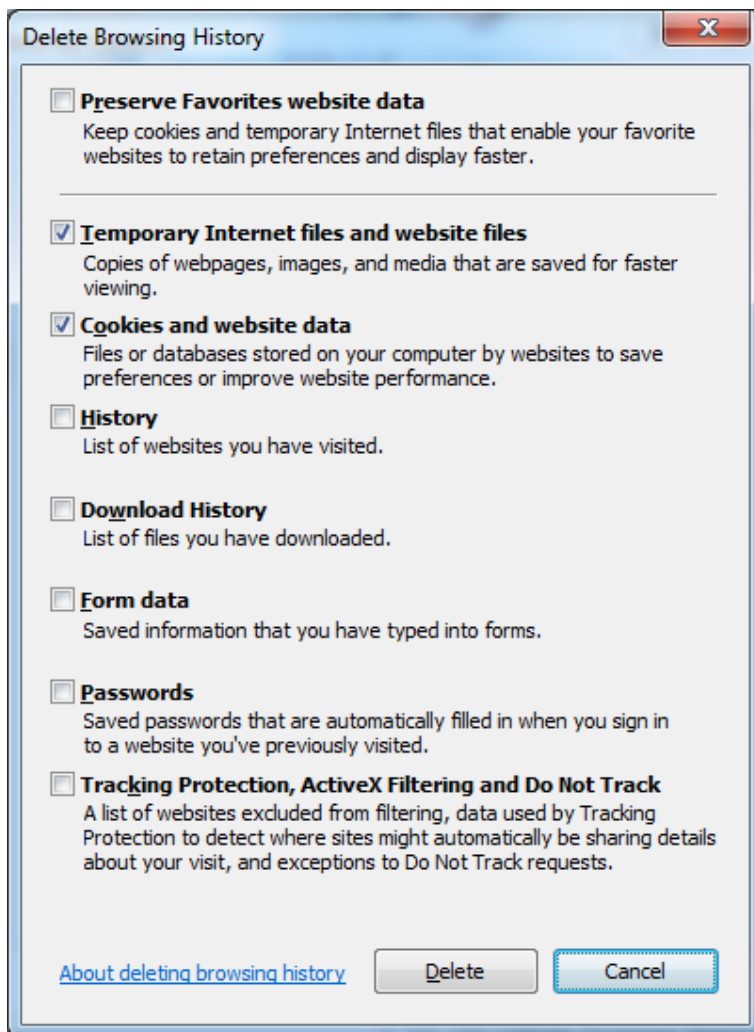 Delete Browsing History
X
Preserve Favorites website data
Keep cookies and temporary Internet files that enable your favorite
websites to retain preferences and display faster.
Temporary Internet files and website files
Copies of webpages, images, and media that are saved for faster
viewing.
Cookies and website data
Files or databases stored on your computer by websites to save
preferences or improve website performance.
History
List of websites you have visited.
Download History
List of files you have downloaded.
Form data
Saved information that you have typed into forms.
Passwords
Saved passwords that are automatically filled in when you sign in
to a website you've previously visited.
Tracking Protection, ActiveX Filtering and Do Not Track
A list of websites excluded from filtering, data used by Tracking
Protection to detect where sites might automatically be sharing details
about your visit, and exceptions to Do Not Track requests.
About deleting browsing history Delete Cancel